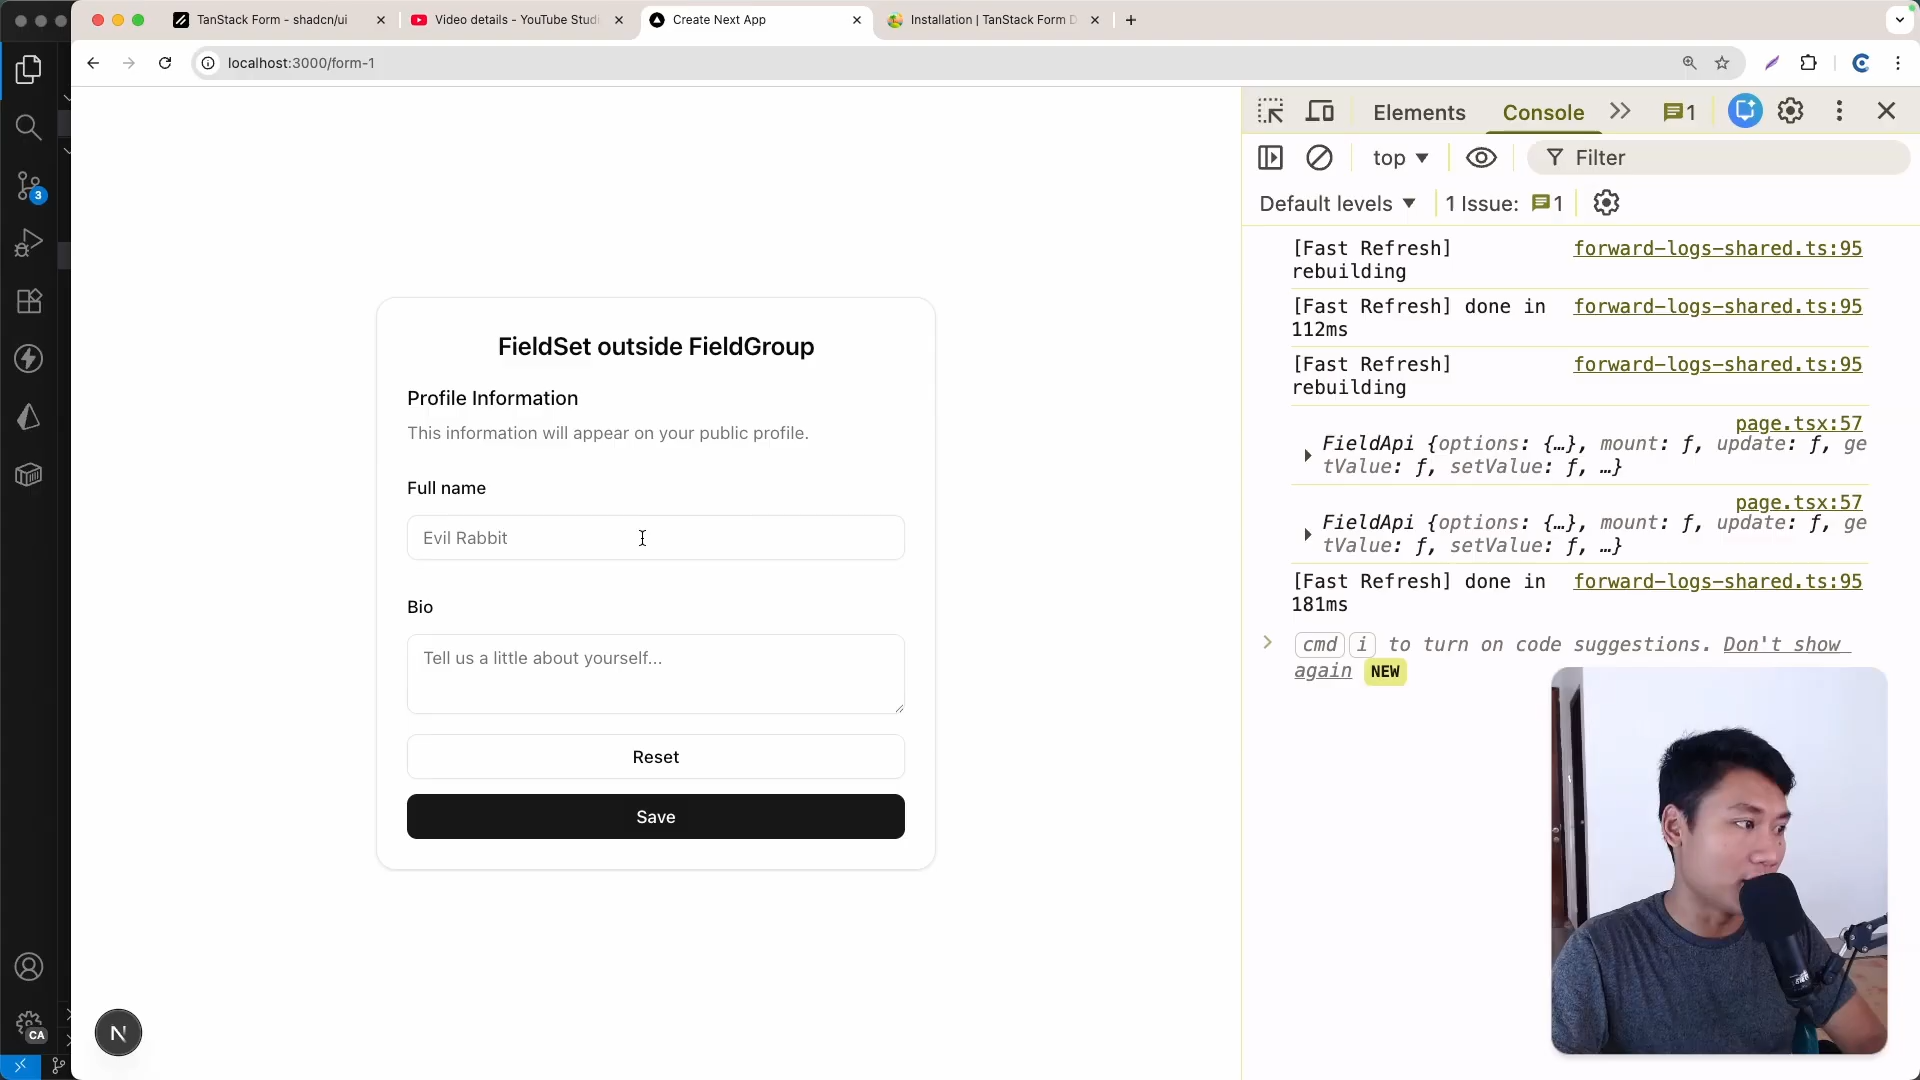 TanStack Form - shadcn/ui
Video details - YouTube Studi
Create Next App
Installation | TanStack Form D
localhost:3000/form-1
3
CA
FieldSet outside FieldGroup
Profile Information
This information will appear on your public profile.
Full name
Evil Rabbit
Bio
Tell us a little about yourself...
Reset
Save
N
Elements
Console
1
top
Filter
Default levels
1 Issue:
1
[Fast Refresh] forward-logs-shared.ts:95
rebuilding
[Fast Refresh] done in forward-logs-shared.ts:95
112ms
[Fast Refresh] forward-logs-shared.ts:95
rebuilding
page.tsx:57
FieldApi {options: {…}, mount: ƒ, update: ƒ, ge
tValue: ƒ, setValue: ƒ, …}
page.tsx:57
FieldApi {options: {…}, mount: ƒ, update: ƒ, ge
tValue: ƒ, setValue: ƒ, …}
[Fast Refresh] done in forward-logs-shared.ts:95
181ms
cmd i to turn on code suggestions. Don't show
again NEW